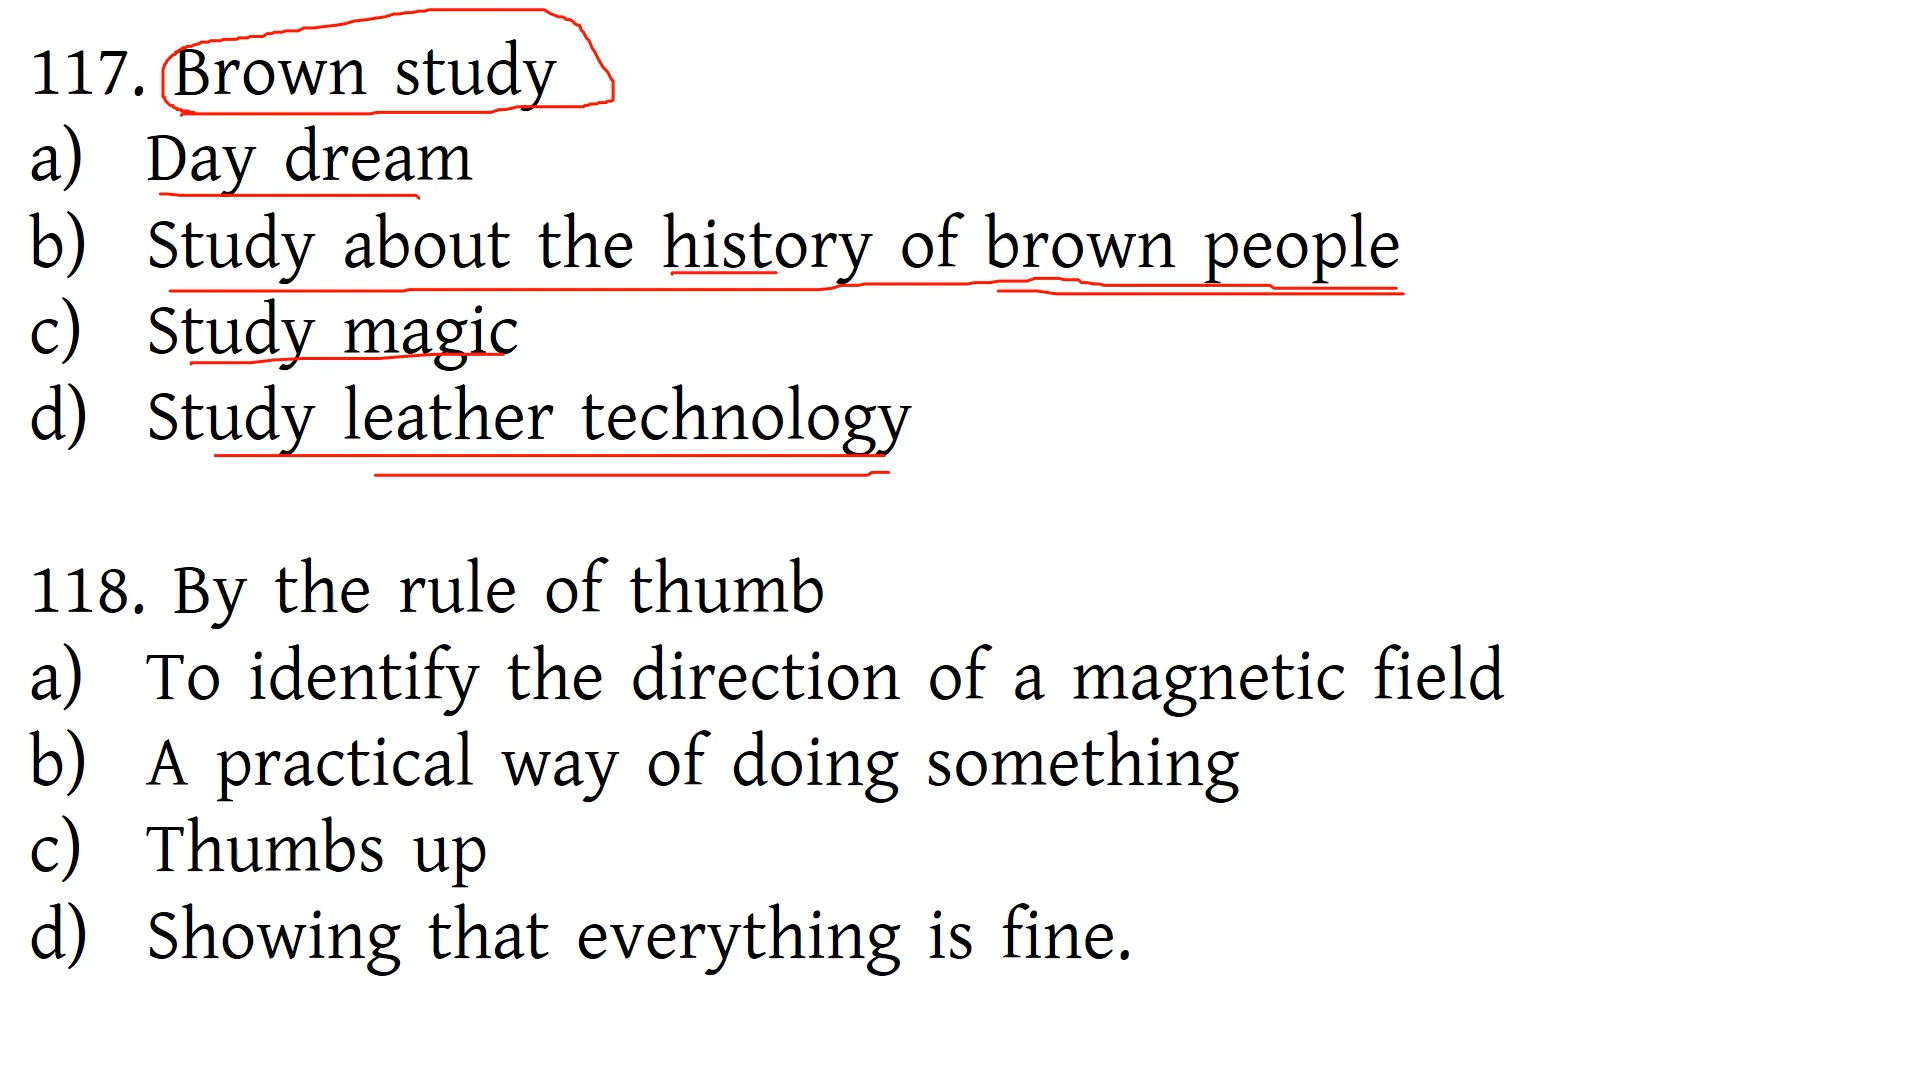 117. Brown study
a) Day dream
b) Study about the history of brown people
c) Study magic
d) Study leather technology
118. By the rule of thumb
a) To identify the direction of a magnetic field
b) A practical way of doing something
c) Thumbs up
d) Showing that everything is fine.